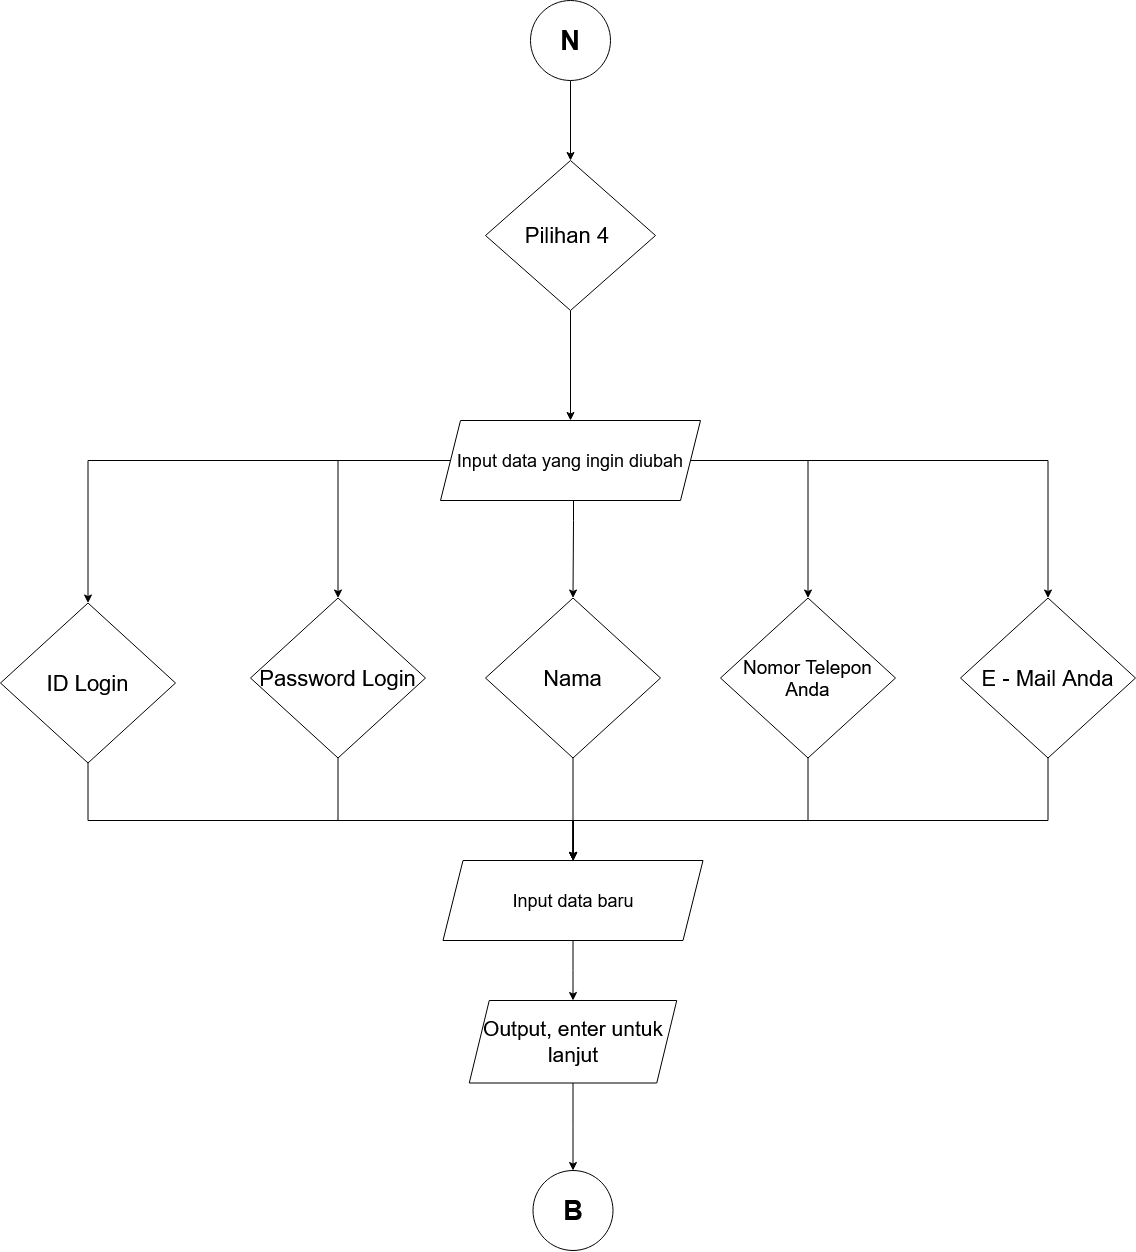 N
Pilihan 4
Input data yang ingin diubah
ID Login
Password Login
Nama
Nomor Telepon
Anda
E - Mail Anda
Input data baru
Output, enter untuk
lanjut
B